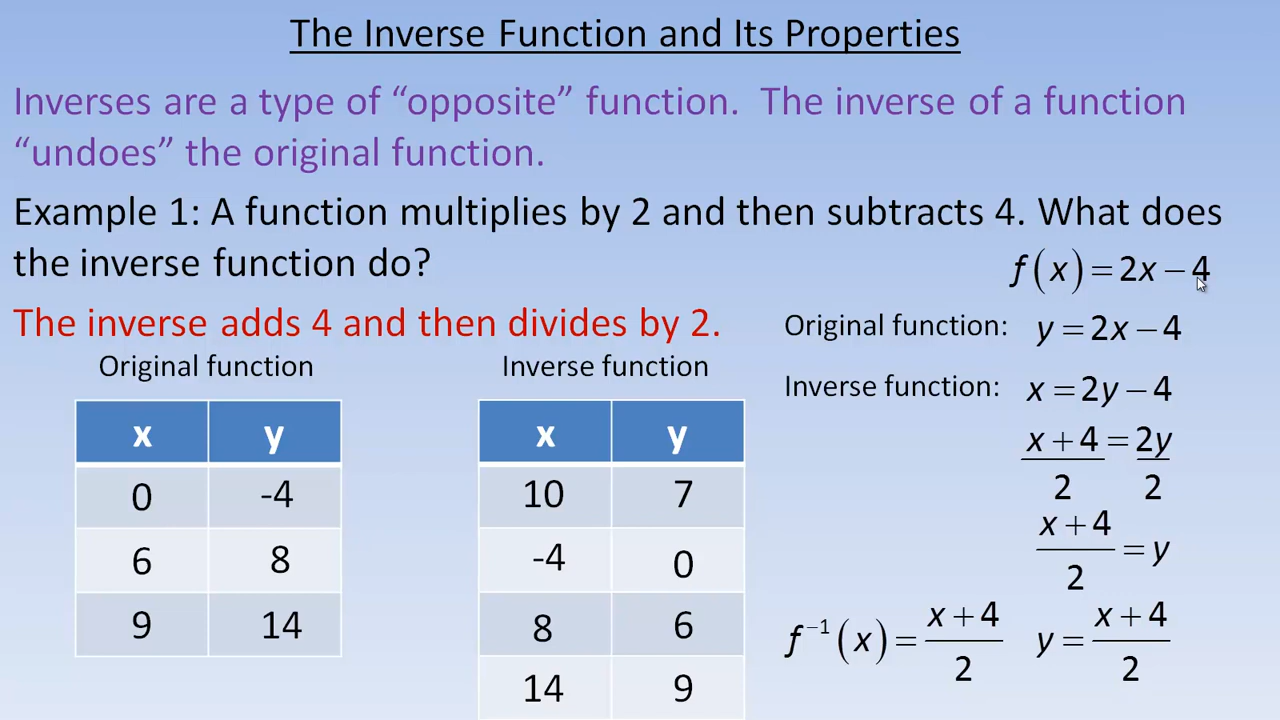 The Inverse Function and Its Properties
Inverses are a type of “opposite” function.  The inverse of a function
“undoes” the original function.
Example 1: A function multiplies by 2 and then subtracts 4. What does
the inverse function do?
f(x) = 2x − 4
The inverse adds 4 and then divides by 2.
Original function: y = 2x − 4
Inverse function: x = 2y − 4
x + 4 = 2y
2 2
x + 4
= y
2
f⁻¹(x) = x + 4 / 2 y = x + 4 / 2
Original function
x y
0 -4
6 8
9 14
Inverse function
x y
10 7
-4 0
8 6
14 9